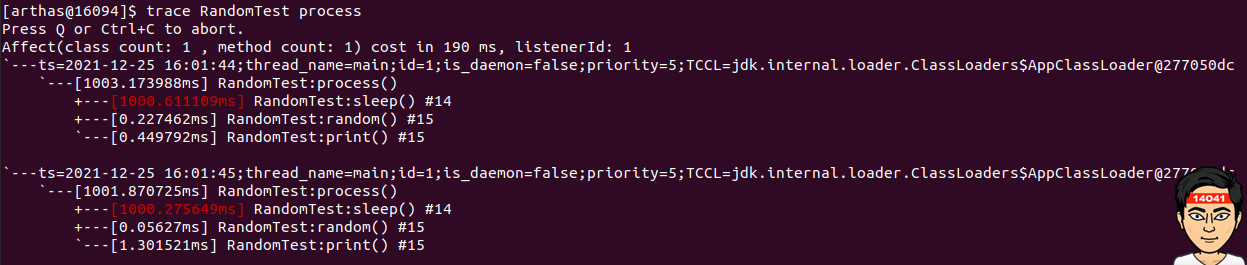 [arthas@16094]$ trace RandomTest process
Press Q or Ctrl+C to abort.
Affect(class count: 1 , method count: 1) cost in 190 ms, listenerId: 1
`---ts=2021-12-25 16:01:44;thread_name=main;id=1;is_daemon=false;priority=5;TCCL=jdk.internal.loader.ClassLoaders$AppClassLoader@277050dc
`---[1003.173988ms] RandomTest:process()
+---[1000.611109ms] RandomTest:sleep() #14
+---[0.227462ms] RandomTest:random() #15
`---[0.449792ms] RandomTest:print() #15
`---ts=2021-12-25 16:01:45;thread_name=main;id=1;is_daemon=false;priority=5;TCCL=jdk.internal.loader.ClassLoaders$AppClassLoader@277
`---[1001.870725ms] RandomTest:process()
+---[1000.275649ms] RandomTest:sleep() #14
+---[0.05627ms] RandomTest:random() #15
`---[1.301521ms] RandomTest:print() #15
14041